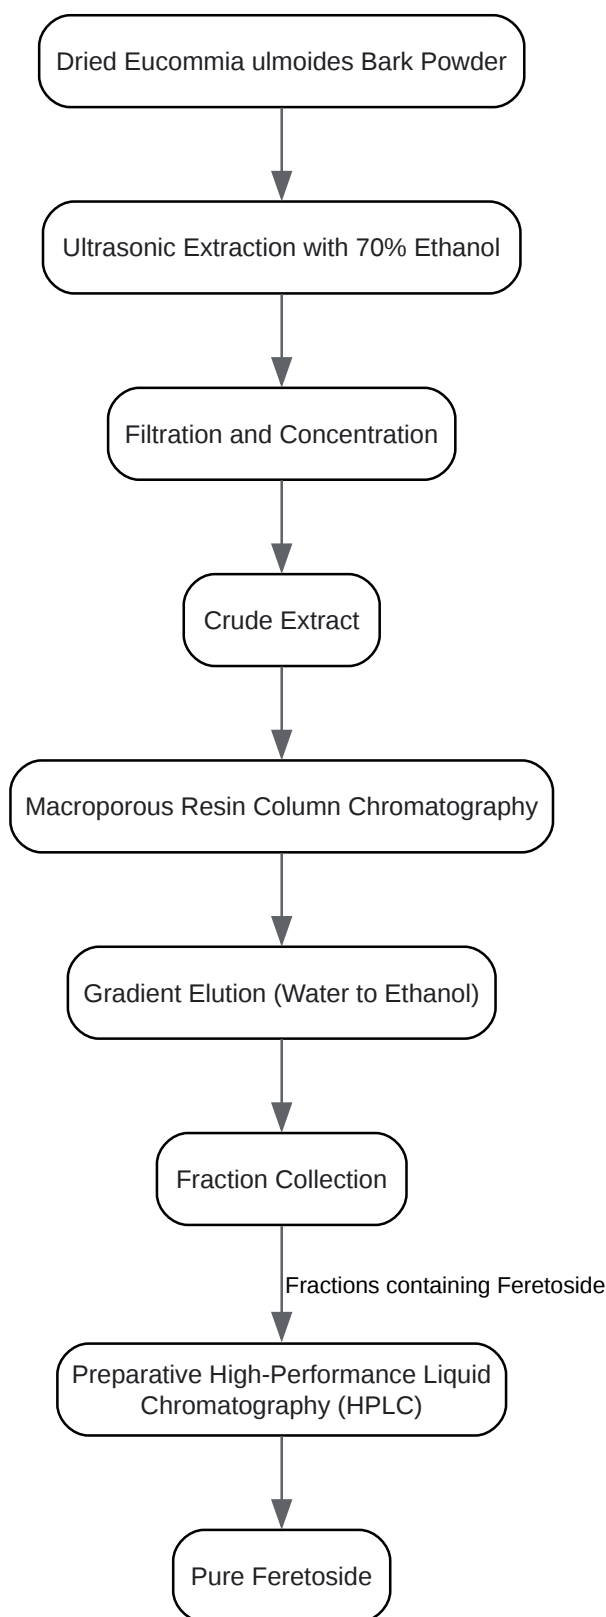 Dried Eucommia ulmoides Bark Powder
Ultrasonic Extraction with 70% Ethanol
Filtration and Concentration
Crude Extract
Macroporous Resin Column Chromatography
Gradient Elution (Water to Ethanol)
Fraction Collection
Fractions containing Feretoside
Preparative High-Performance Liquid
Chromatography (HPLC)
Pure Feretoside